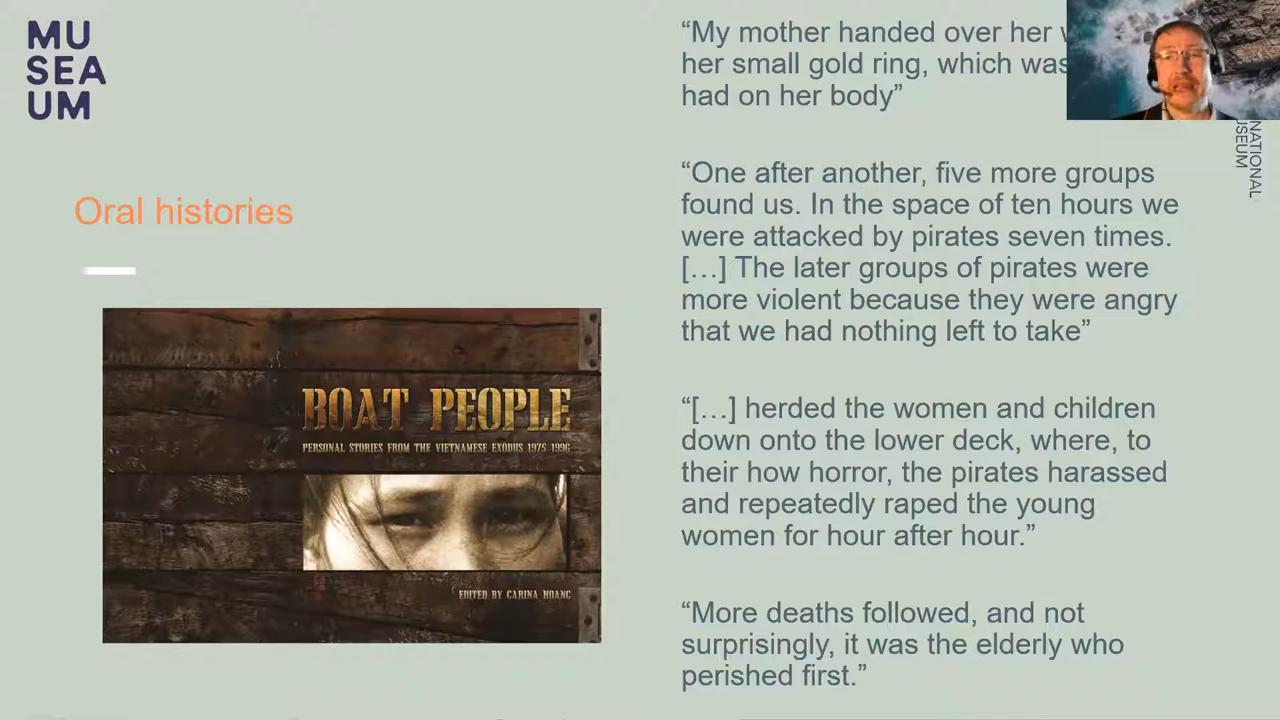 MU
SEA
UM
Oral histories
BOAT PEOPLE
PERSONAL STORIES FROM THE VIETNAMESE EXODUS 1975-1996
EDITED BY CARINA HOANG
“My mother handed over her
her small gold ring, which was
had on her body”
“One after another, five more groups
found us. In the space of ten hours we
were attacked by pirates seven times.
[…] The later groups of pirates were
more violent because they were angry
that we had nothing left to take”
“[…] herded the women and children
down onto the lower deck, where, to
their how horror, the pirates harassed
and repeatedly raped the young
women for hour after hour.”
“More deaths followed, and not
surprisingly, it was the elderly who
perished first.”
NATIONAL